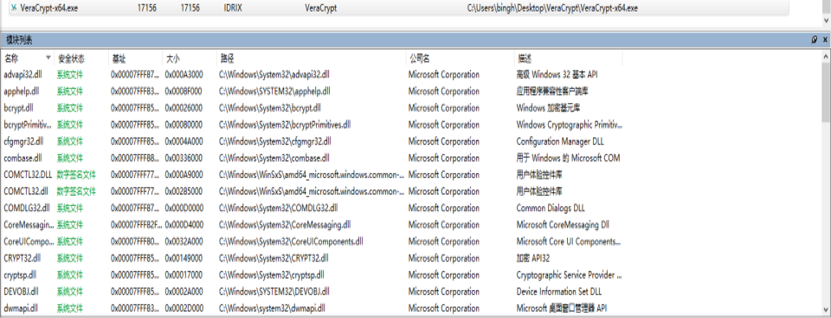 VeraCrypt-x64.exe 17156 17156 IDRIX VeraCrypt C:\Users\bingh\Desktop\VeraCrypt\VeraCrypt-x64.exe
模块列表
名称 安全状态 基址 大小 路径 公司名 描述
advapi32.dll 系统文件 0x00007FFF87... 0x000A3000 C:\Windows\System32\advapi32.dll Microsoft Corporation 高级 Windows 32 基本 API
apphelp.dll 系统文件 0x00007FFF83... 0x0008F000 C:\Windows\SYSTEM32\apphelp.dll Microsoft Corporation 应用程序兼容性客户端库
bcrypt.dll 系统文件 0x00007FFF85... 0x00026000 C:\Windows\System32\bcrypt.dll Microsoft Corporation Windows 加密基元库
bcryptPrimitiv... 系统文件 0x00007FFF85... 0x00080000 C:\Windows\System32\bcryptPrimitives.dll Microsoft Corporation Windows Cryptographic Primitiv...
cfgmgr32.dll 系统文件 0x00007FFF85... 0x0004A000 C:\Windows\System32\cfgmgr32.dll Microsoft Corporation Configuration Manager DLL
combase.dll 系统文件 0x00007FFF88... 0x00336000 C:\Windows\System32\combase.dll Microsoft Corporation 用于 Windows 的 Microsoft COM
COMCTL32.DLL 数字签名文件 0x00007FFF77... 0x000A9000 C:\Windows\WinSxS\amd64_microsoft.windows.common-... Microsoft Corporation 用户体验控件库
COMCTL32.dll 数字签名文件 0x00007FFF77... 0x00285000 C:\Windows\WinSxS\amd64_microsoft.windows.common-... Microsoft Corporation 用户体验控件库
COMDLG32.dll 系统文件 0x00007FFF87... 0x000D0000 C:\Windows\System32\COMDLG32.dll Microsoft Corporation Common Dialogs DLL
CoreMessagin... 系统文件 0x00007FFFB2F... 0x000D4000 C:\Windows\System32\CoreMessaging.dll Microsoft Corporation Microsoft CoreMessaging Dll
CoreUICompo... 系统文件 0x00007FFF80... 0x0032A000 C:\Windows\System32\CoreUIComponents.dll Microsoft Corporation Microsoft Core UI Components...
CRYPT32.dll 系统文件 0x00007FFF85... 0x00149000 C:\Windows\System32\CRYPT32.dll Microsoft Corporation 加密 API32
cryptsp.dll 系统文件 0x00007FFF85... 0x00017000 C:\Windows\System32\cryptsp.dll Microsoft Corporation Cryptographic Service Provider ...
DEVOBJ.dll 系统文件 0x00007FFF85... 0x0002A000 C:\Windows\SYSTEM32\DEVOBJ.dll Microsoft Corporation Device Information Set DLL
dwmapi.dll 系统文件 0x00007FFF83... 0x0002D000 C:\Windows\system32\dwmapi.dll Microsoft Corporation Microsoft 桌面窗口管理器 API